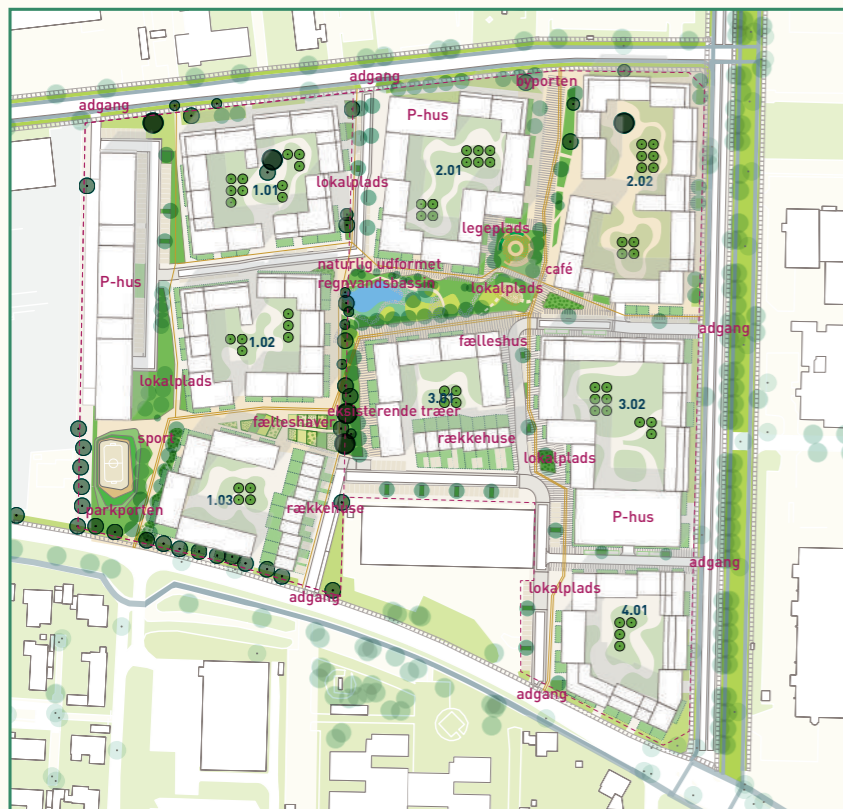 adgang
byporten
adgang
P-hus
2.01
2.02
1.01
lokalplads
legeplads
naturlig udformet
café
P-hus
regnvandsbassin
lokalplads
adgang
1.02
fælleshus
lokalplads
3.02
3.01
eksisterende træer
fælleshaver
sport
rækkehuse
lokalplads
1.03
rækkehuse
parkporten
P-hus
adgang
lokalplads
adgang
4.01
adgang